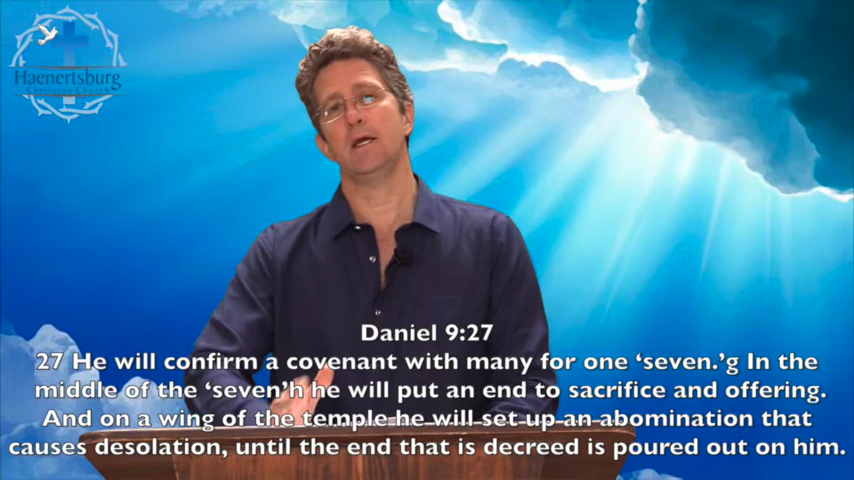 Haenertsburg
Christian Church
Daniel 9:27
27 He will confirm a covenant with many for one ‘seven.’g In the
middle of the ‘seven’h he will put an end to sacrifice and offering.
And on a wing of the temple he will set up an abomination that
causes desolation, until the end that is decreed is poured out on him.